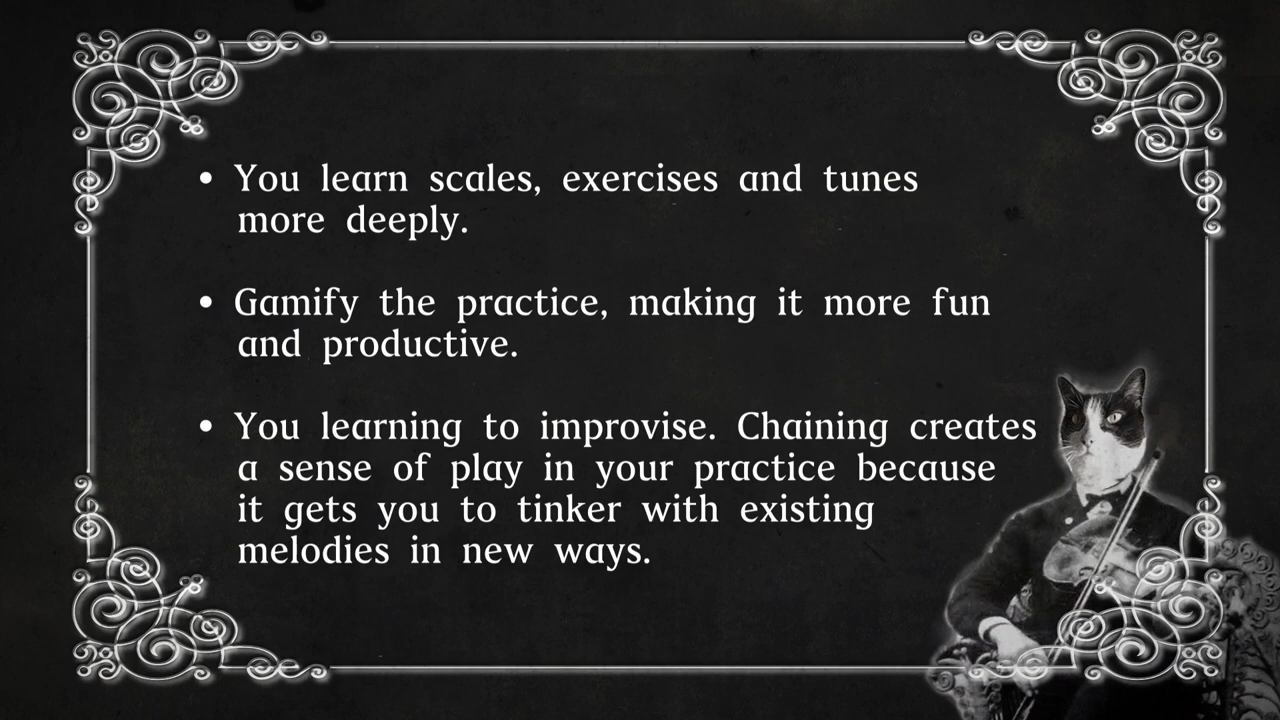 • You learn scales, exercises and tunes
more deeply.
• Gamify the practice, making it more fun
and productive.
• You learning to improvise. Chaining creates
a sense of play in your practice because
it gets you to tinker with existing
melodies in new ways.